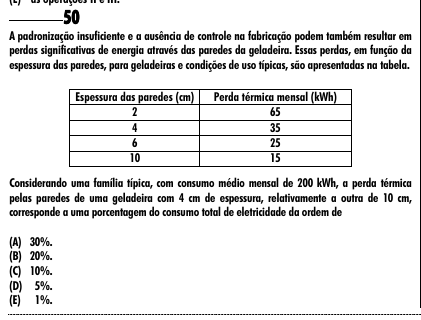 (E) as operações II e III.
50
A padronização insuficiente e a ausência de controle na fabricação podem também resultar em
perdas significativas de energia através das paredes da geladeira. Essas perdas, em função da
espessura das paredes, para geladeiras e condições de uso típicas, são apresentadas na tabela.
Espessura das paredes (cm) Perda térmica mensal (kWh)
2 65
4 35
6 25
10 15
Considerando uma família típica, com consumo médio mensal de 200 kWh, a perda térmica
pelas paredes de uma geladeira com 4 cm de espessura, relativamente a outra de 10 cm,
corresponde a uma porcentagem do consumo total de eletricidade da ordem de
(A) 30%.
(B) 20%.
(C) 10%.
(D) 5%.
(E) 1%.